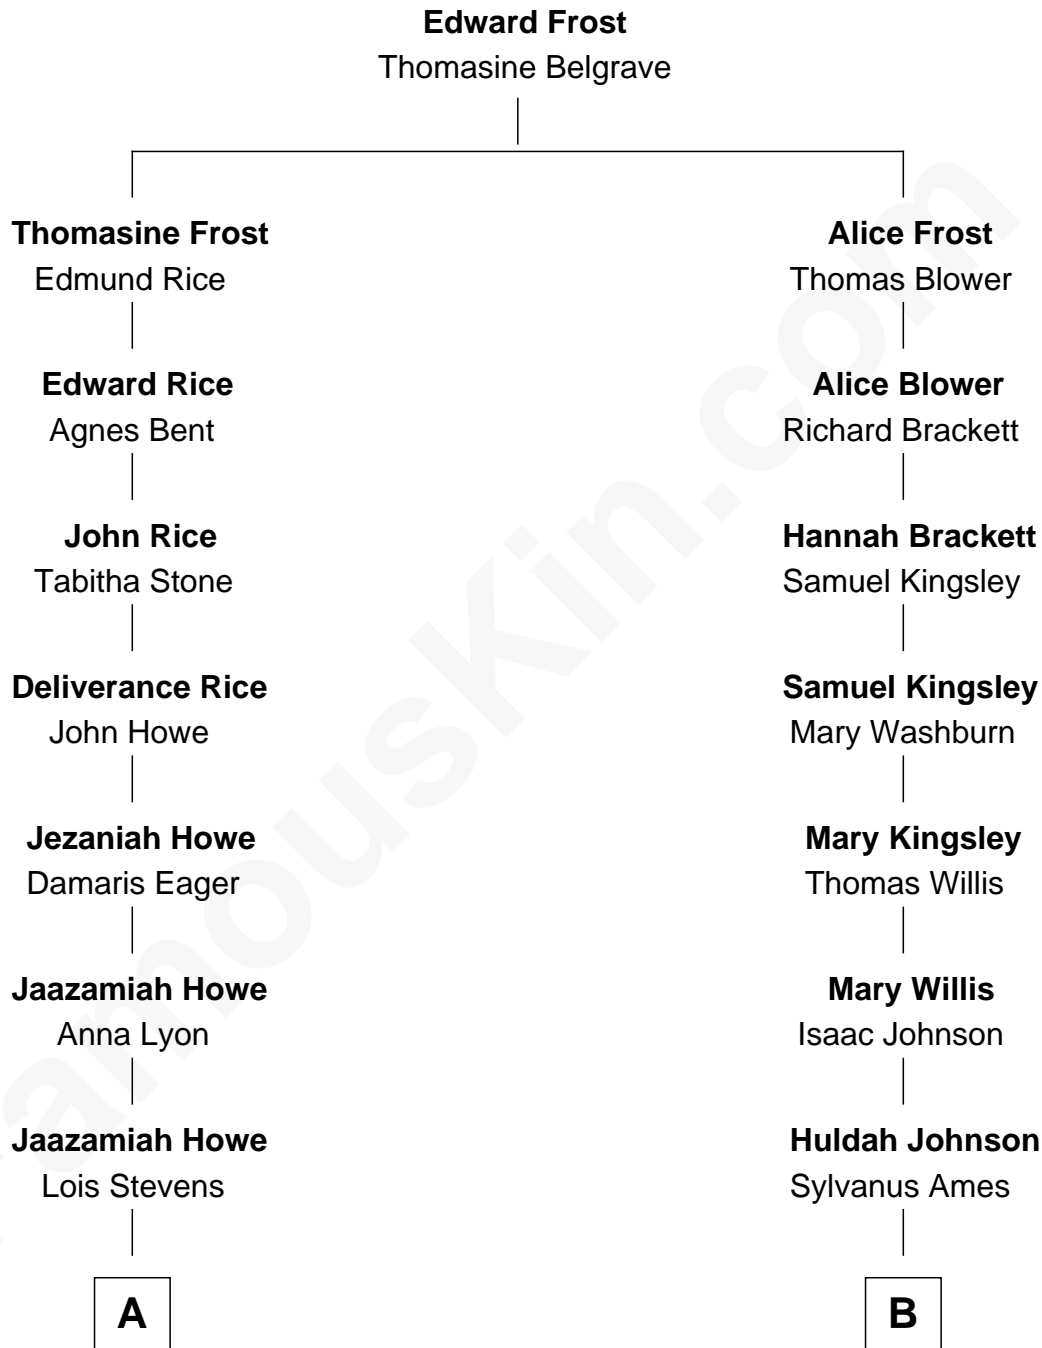 Edward Frost
Thomasine Belgrave
Thomasine Frost
Edmund Rice
Alice Frost
Thomas Blower
Edward Rice
Agnes Bent
Alice Blower
Richard Brackett
John Rice
Tabitha Stone
Hannah Brackett
Samuel Kingsley
Deliverance Rice
John Howe
Samuel Kingsley
Mary Washburn
Jezaniah Howe
Damaris Eager
Mary Kingsley
Thomas Willis
Jaazamiah Howe
Anna Lyon
Mary Willis
Isaac Johnson
Jaazamiah Howe
Lois Stevens
Huldah Johnson
Sylvanus Ames
A
B
FamousKin.com